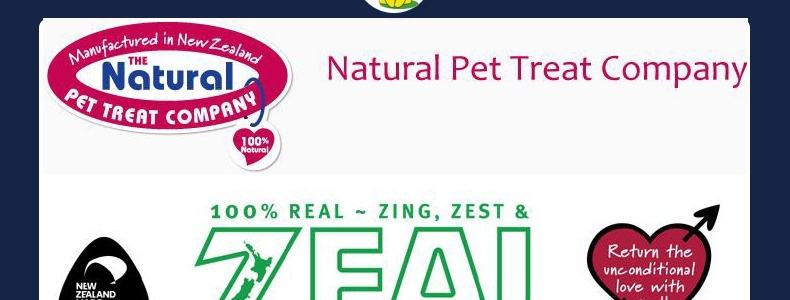 Manufactured in New Zealand
THE
Natural
PET TREAT COMPANY
100%
Natural
Natural Pet Treat Company
100% REAL ~ ZING, ZEST &
ZEAL
NEW
ZEALAND
Return the
unconditional
love with